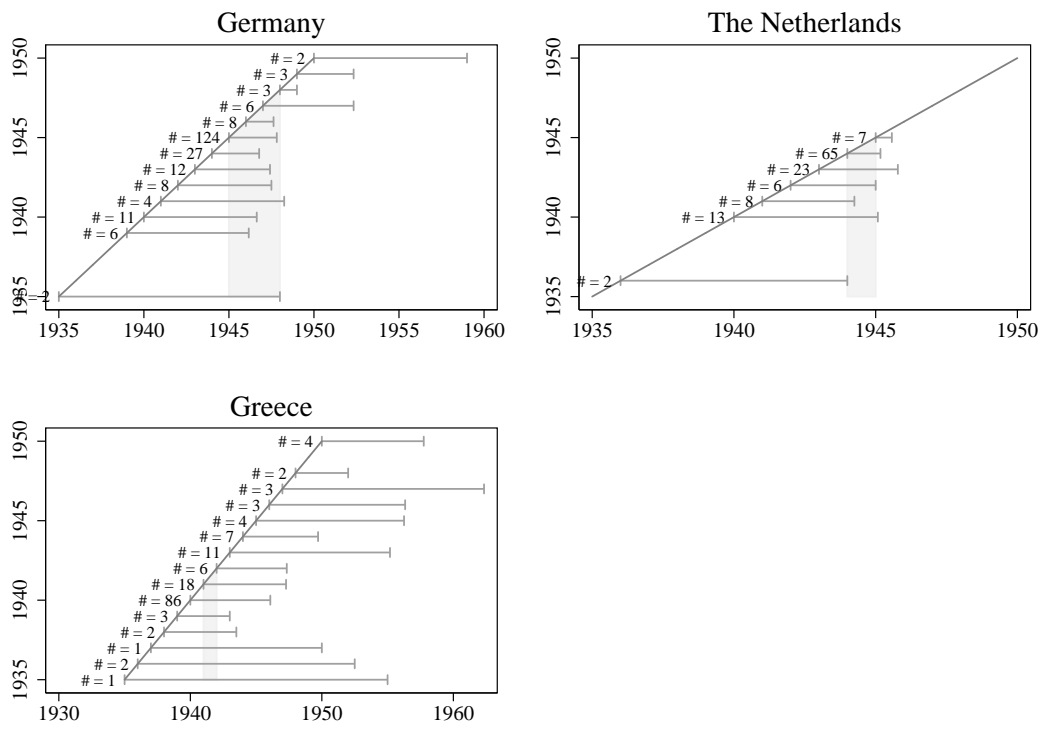 Germany
1950
1945
1940
1935
# = 2
# = 3
# = 3
# = 6
# = 8
# = 124
# = 27
# = 12
# = 8
# = 4
# = 11
# = 6
# = 2
1935 1940 1945 1950 1955 1960
The Netherlands
1950
1945
1940
1935
# = 7
# = 65
# = 23
# = 6
# = 8
# = 13
# = 2
1935 1940 1945 1950
Greece
1950
1945
1940
1935
# = 4
# = 2
# = 3
# = 3
# = 4
# = 7
# = 11
# = 6
# = 18
# = 86
# = 3
# = 2
# = 1
# = 2
# = 1
1930 1940 1950 1960